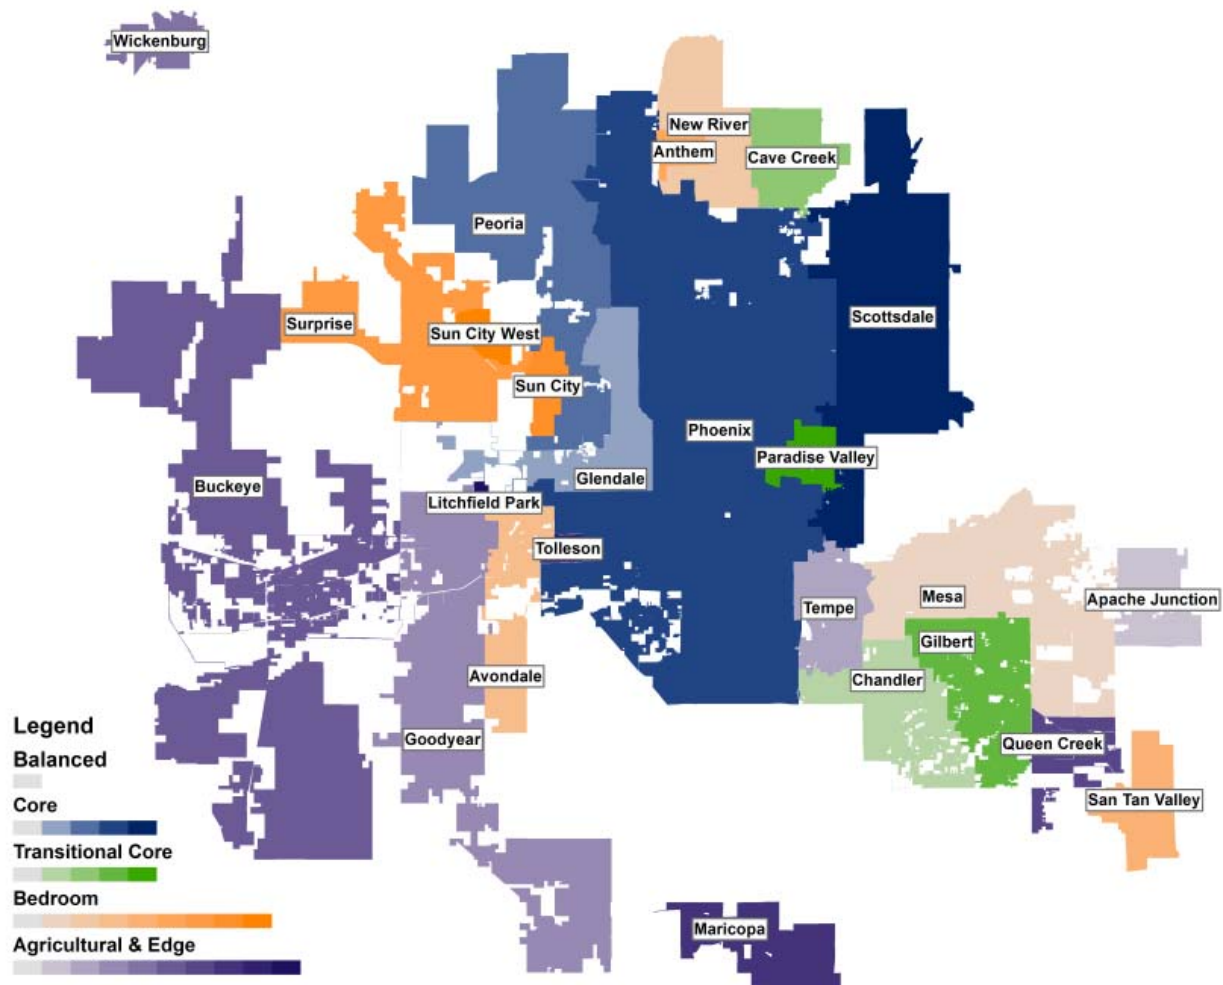 Wickenburg
New River
Anthem
Cave Creek
Peoria
Scottsdale
Surprise
Sun City West
Sun City
Phoenix
Paradise Valley
Glendale
Buckeye
Litchfield Park
Tolleson
Mesa
Apache Junction
Tempe
Gilbert
Chandler
Avondale
Goodyear
Queen Creek
San Tan Valley
Maricopa
Legend
Balanced
Core
Transitional Core
Bedroom
Agricultural & Edge